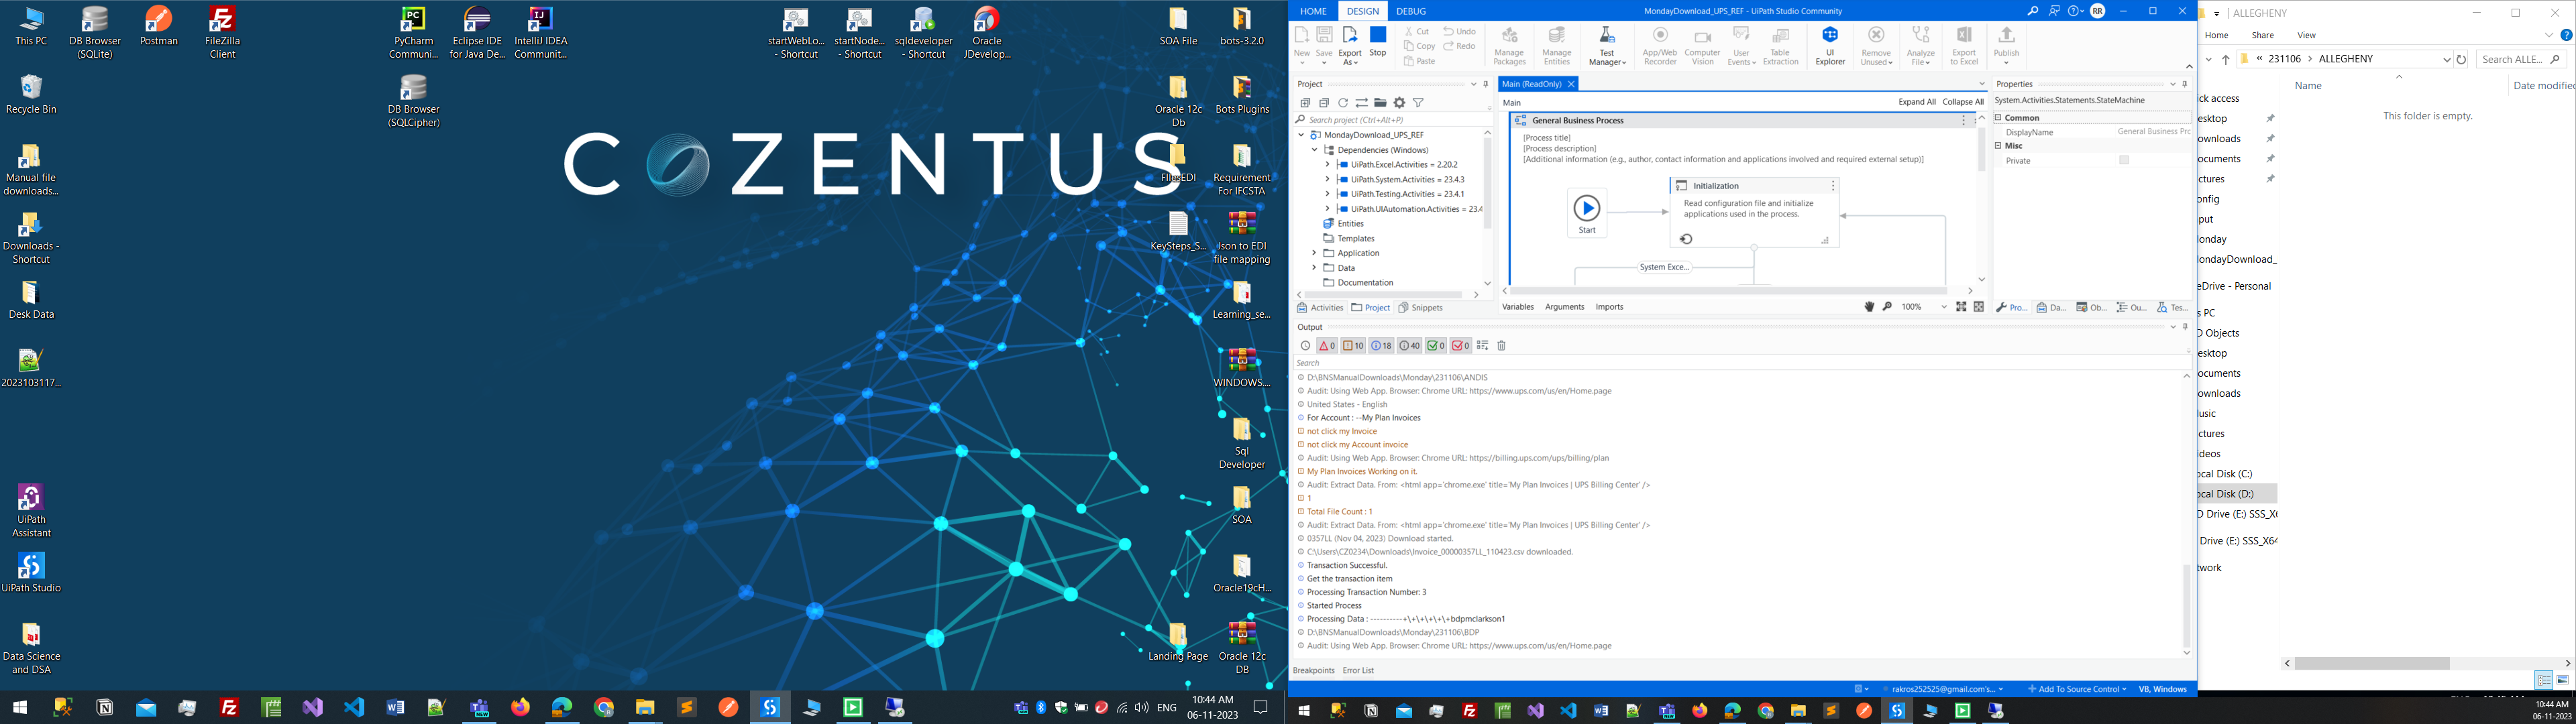 This PC
DB Browser
(SQLite)
Postman
FileZilla
Client
PyCharm
Communi...
Eclipse IDE
for Java De...
IntelliJ IDEA
Communit...
startWebLo...
- Shortcut
startNode...
- Shortcut
sqldeveloper
- Shortcut
Oracle
JDevelop...
SOA File
bots-3.2.0
Recycle Bin
DB Browser
(SQLCipher)
Oracle 12c
Db
Bots Plugins
COZENTUS
Manual file
downloads...
FilesEDI
Requirement
For IFCSTA
Downloads -
Shortcut
KeySteps_S...
Json to EDI
file mapping
Desk Data
Learning_se...
2023103117...
WINDOWS....
Sql
Developer
UiPath
Assistant
SOA
UiPath Studio
Oracle19cH...
Data Science
and DSA
Landing Page
Oracle 12c
DB
ENG
10:44 AM
06-11-2023
HOME
DESIGN
DEBUG
MondayDownload_UPS_REF - UiPath Studio Community
RR
New
Save
Export
As
Stop
Cut
Copy
Paste
Undo
Redo
Manage
Packages
Manage
Entities
Test
Manager
App/Web
Recorder
Computer
Vision
User
Events
Table
Extraction
UI
Explorer
Remove
Unused
Analyze
File
Export
to Excel
Publish
Project
Search project (Ctrl+Alt+P)
MondayDownload_UPS_REF
Dependencies (Windows)
UiPath.Excel.Activities = 2.20.2
UiPath.System.Activities = 23.4.3
UiPath.Testing.Activities = 23.4.1
UiPath.UIAutomation.Activities = 23.4
Entities
Templates
Application
Data
Documentation
Activities
Project
Snippets
Main (ReadOnly)
Main
Expand All
Collapse All
General Business Process
[Process title]
[Process description]
[Additional information (e.g., author, contact information and applications involved and required external setup)]
Start
Initialization
Read configuration file and initialize
applications used in the process.
System Exce...
Variables
Arguments
Imports
100%
Properties
System.Activities.Statements.StateMachine
Common
DisplayName
General Business Prc
Misc
Private
Pro...
Da...
Ob...
Ou...
Tes...
Output
0
10
18
40
0
0
Search
D:\BNSManualDownloads\Monday\231106\ANDIS
Audit: Using Web App. Browser: Chrome URL: https://www.ups.com/us/en/Home.page
United States - English
For Account : --My Plan Invoices
not click my Invoice
not click my Account invoice
Audit: Using Web App. Browser: Chrome URL: https://billing.ups.com/ups/billing/plan
My Plan Invoices Working on it.
Audit: Extract Data. From: <html app='chrome.exe' title='My Plan Invoices | UPS Billing Center' />
1
Total File Count : 1
Audit: Extract Data. From: <html app='chrome.exe' title='My Plan Invoices | UPS Billing Center' />
0357LL (Nov 04, 2023) Download started.
C:\Users\CZ0234\Downloads\Invoice_00000357LL_110423.csv downloaded.
Transaction Successful.
Get the transaction item
Processing Transaction Number: 3
Started Process
Processing Data : ----------+\+\+\+\+\+bdpmclarkson1
D:\BNSManualDownloads\Monday\231106\BDP
Audit: Using Web App. Browser: Chrome URL: https://www.ups.com/us/en/Home.page
Breakpoints
Error List
rakros252525@gmail.com's...
Add To Source Control
VB, Windows
ALLEGHENY
Home
Share
View
231106
ALLEGHENY
Search ALLE...
Name
Date modified
This folder is empty.
ick access
esktop
ownloads
ocuments
ctures
onfig
put
londay
londayDownload_
eDrive - Personal
s PC
D Objects
esktop
ocuments
ownloads
usic
ctures
ideos
ocal Disk (C:)
ocal Disk (D:)
D Drive (E:) SSS_X6
Drive (E:) SSS_X64
twork
10:44 AM
06-11-2023